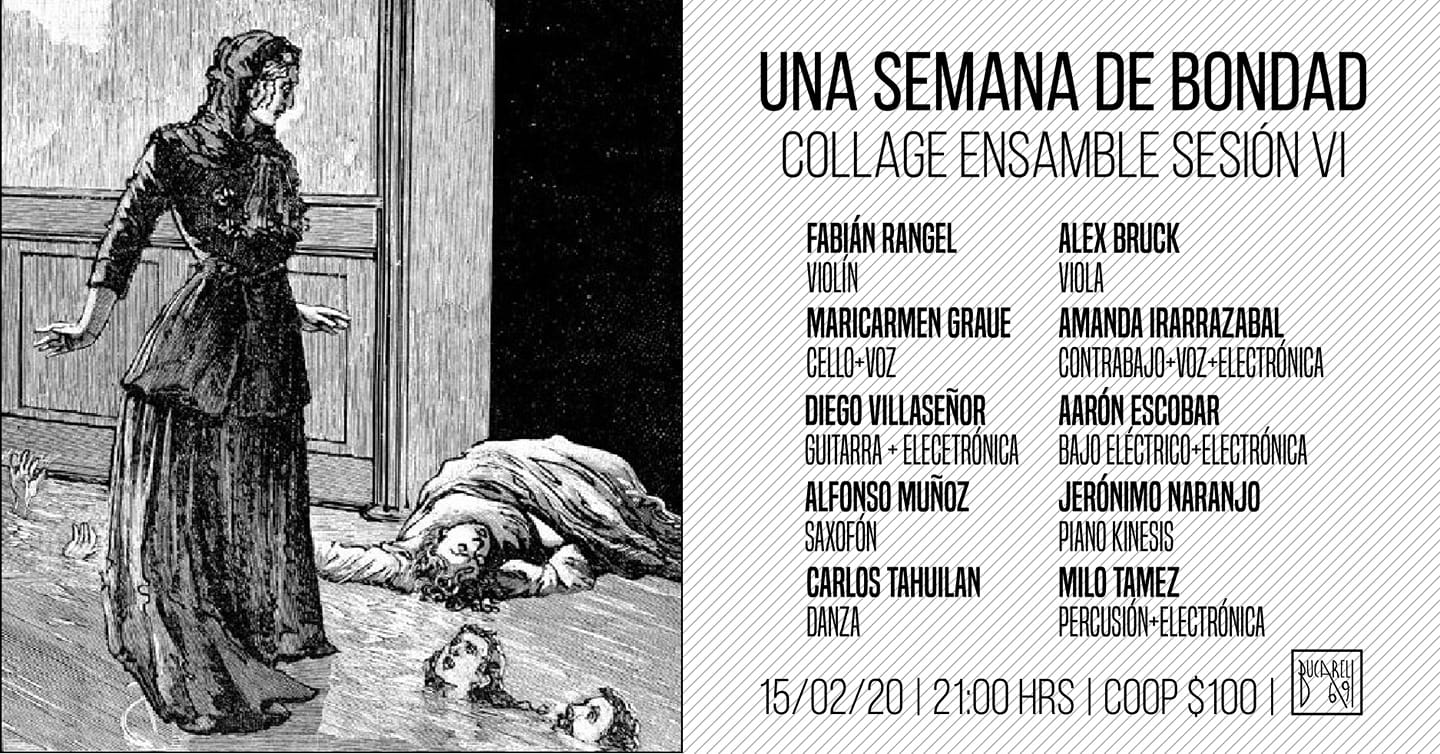 UNA SEMANA DE BONDAD
COLLAGE ENSAMBLE SESIÓN VI
FABIÁN RANGEL
VIOLÍN
MARICARMEN GRAUE
CELLO+VOZ
DIEGO VILLASEÑOR
GUITARRA + ELECETRÓNICA
ALFONSO MUÑOZ
SAXOFÓN
CARLOS TAHUILAN
DANZA
ALEX BRUCK
VIOLA
AMANDA IRARRAZABAL
CONTRABAJO+VOZ+ELECTRÓNICA
AARÓN ESCOBAR
BAJO ELÉCTRICO+ELECTRÓNICA
JERÓNIMO NARANJO
PIANO KINESIS
MILO TAMEZ
PERCUSIÓN+ELECTRÓNICA
15/02/20 | 21:00 HRS | COOP $100 |
BUCARELI
69